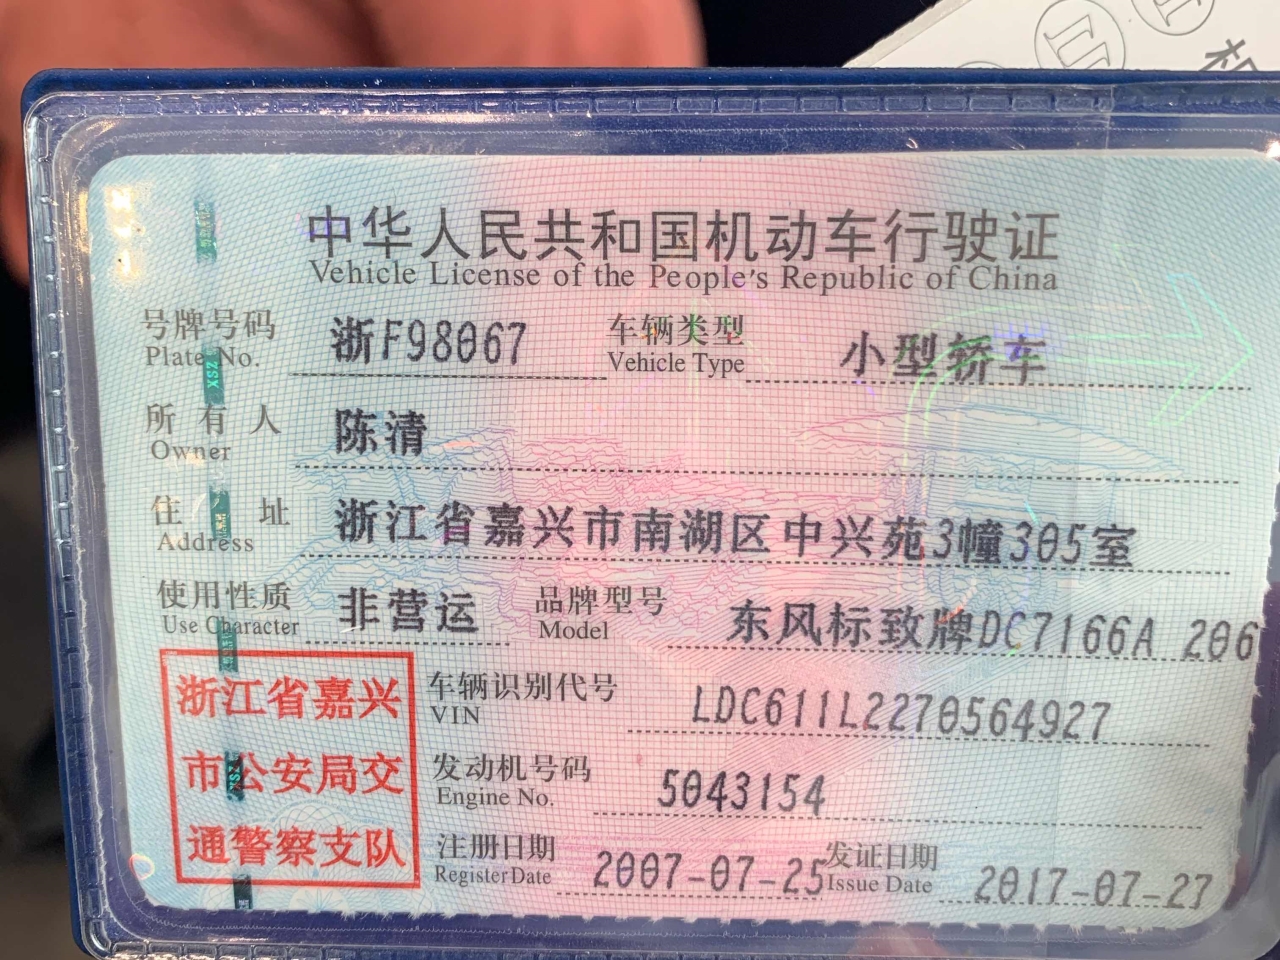 中华人民共和国机动车行驶证
Vehicle License of the People's Republic of China
号牌号码 浙F98067 车辆类型 小型轿车
Plate No. Vehicle Type
所有人 陈清
Owner
住址 浙江省嘉兴市南湖区中兴苑3幢305室
Address
使用性质 非营运 品牌型号 东风标致牌DC7166A 206
Use Character Model
浙江省嘉兴
市公安局交
通警察支队
车辆识别代号 LDC611L2270564927
VIN
发动机号码 5043154
Engine No.
注册日期 2007-07-25 发证日期 2017-07-27
Register Date Issue Date
XSZ
XSZ